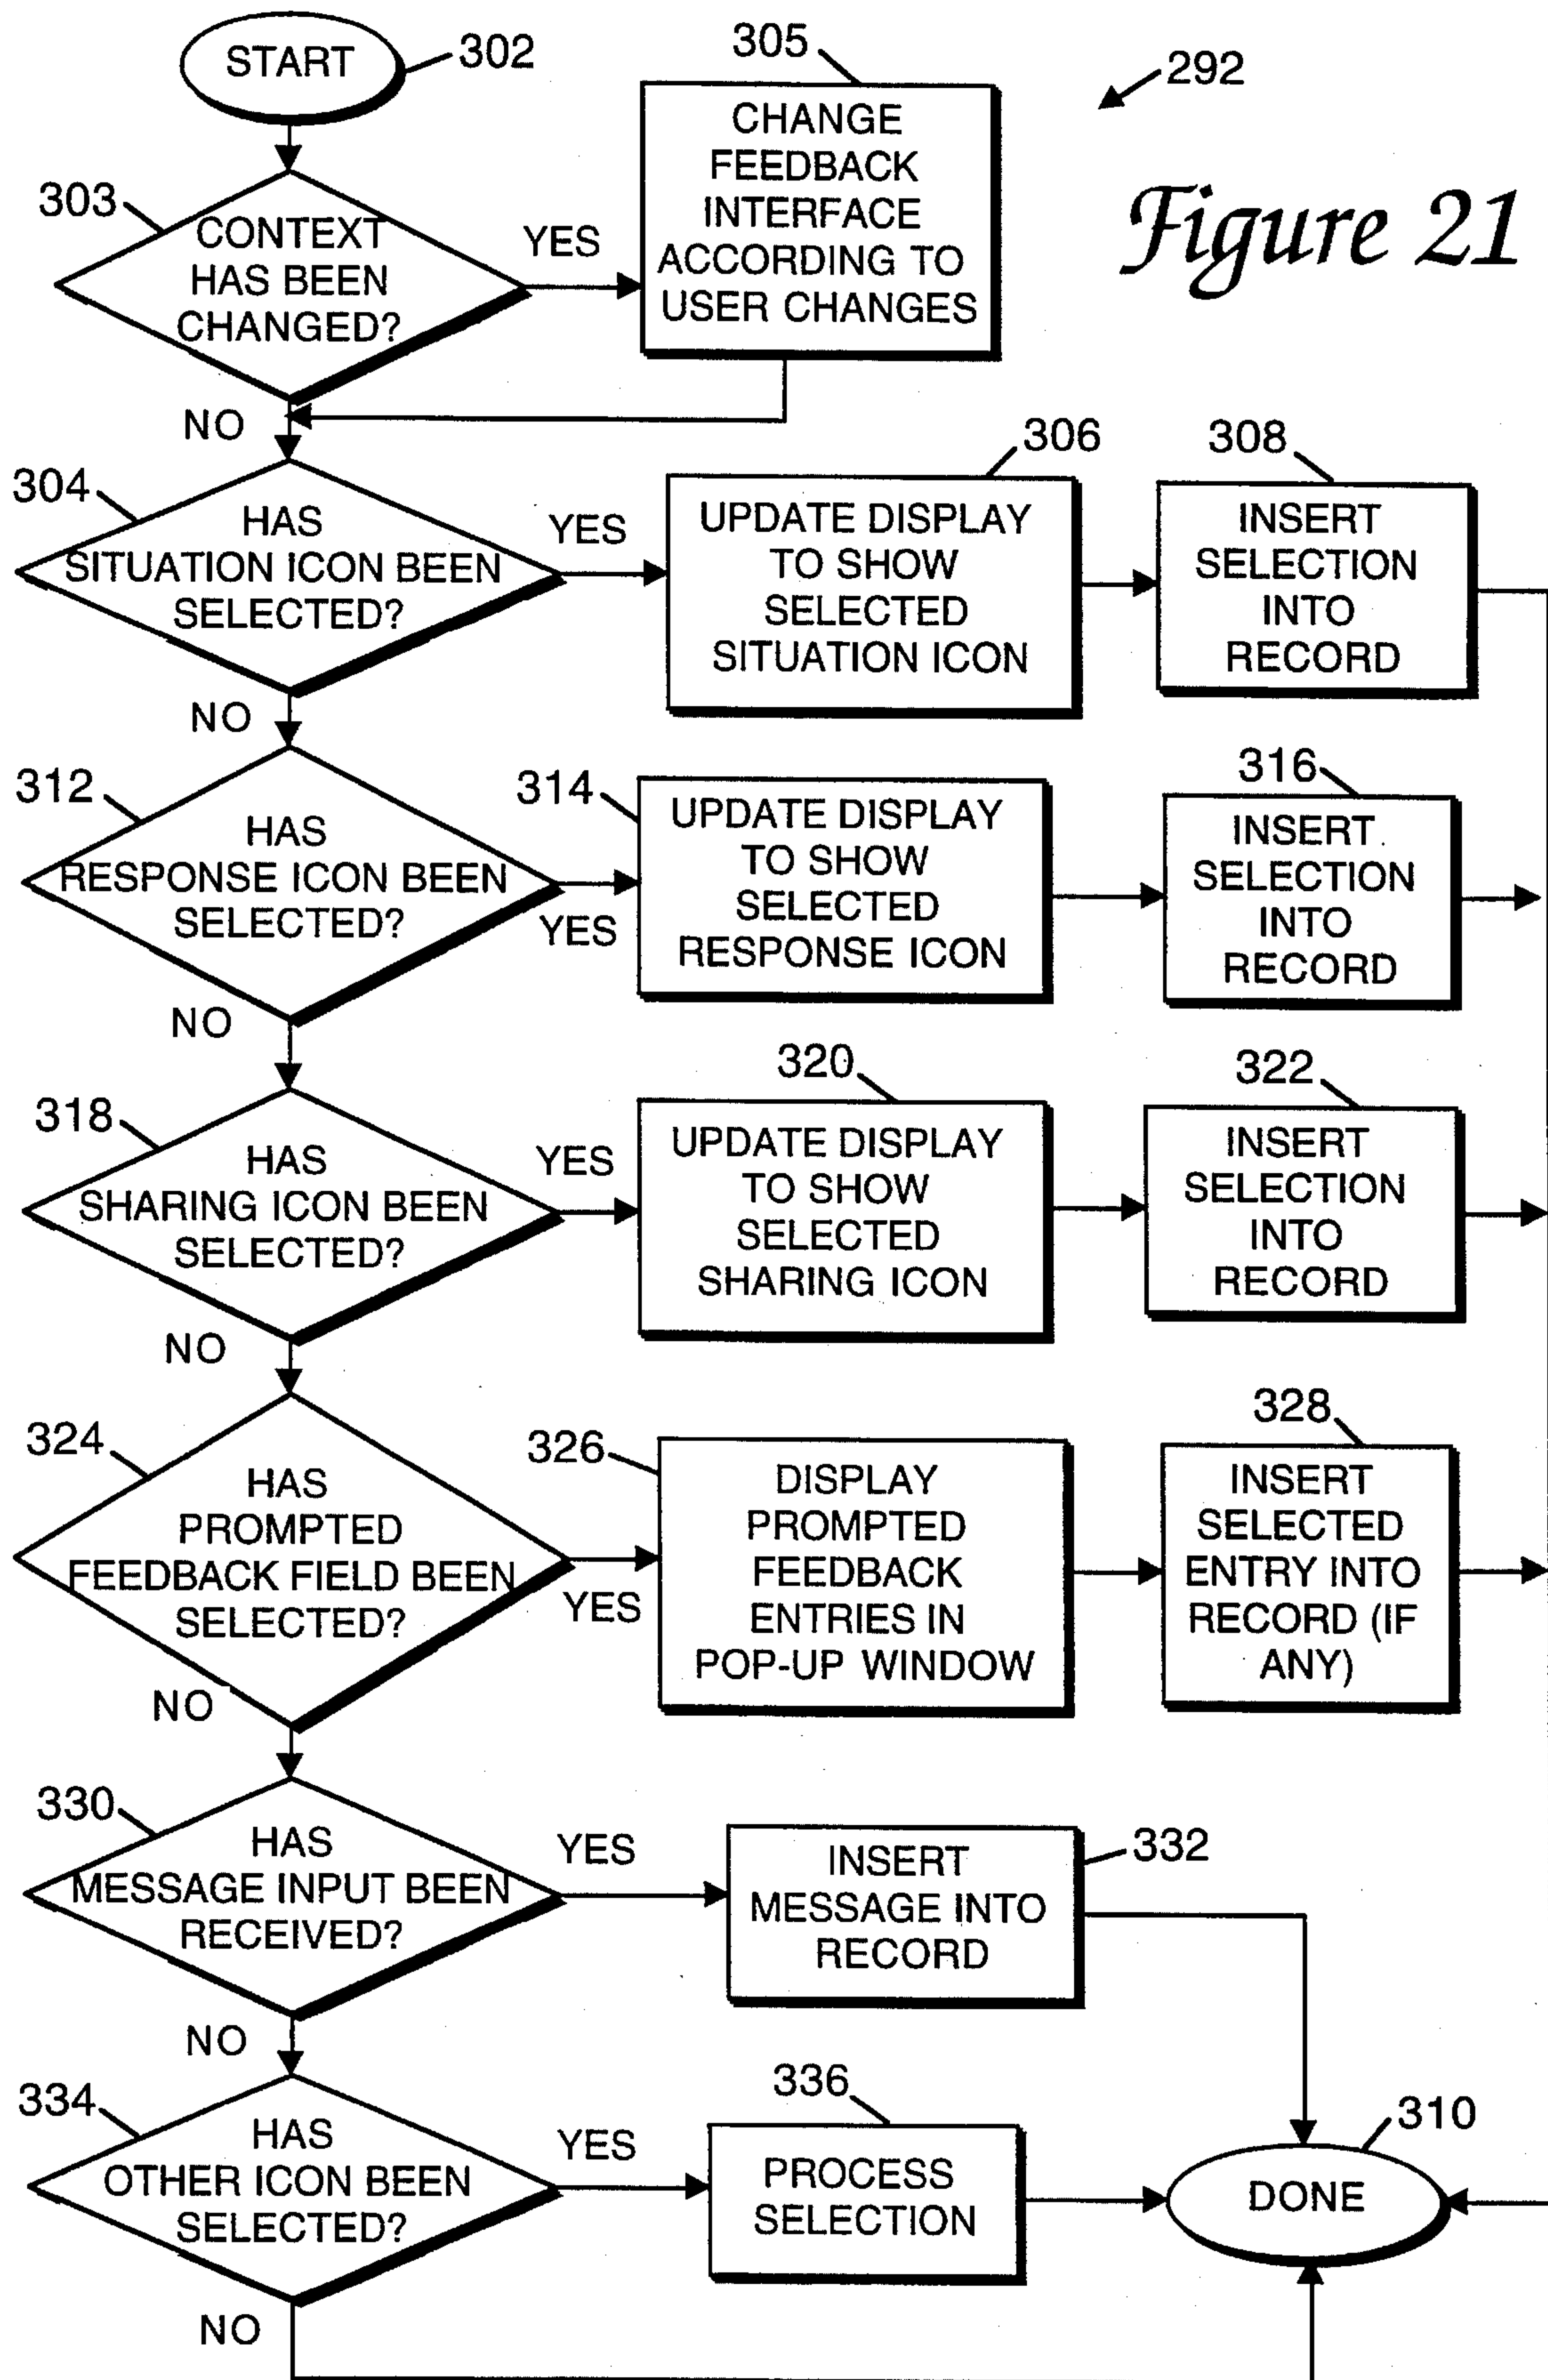 START
302
305
292
CHANGE
FEEDBACK
INTERFACE
ACCORDING TO
USER CHANGES
Figure 21
303
CONTEXT
HAS BEEN
CHANGED?
YES
NO
304
HAS
SITUATION ICON BEEN
SELECTED?
YES
306
UPDATE DISPLAY
TO SHOW
SELECTED
SITUATION ICON
308
INSERT
SELECTION
INTO
RECORD
NO
312
HAS
RESPONSE ICON BEEN
SELECTED?
YES
314
UPDATE DISPLAY
TO SHOW
SELECTED
RESPONSE ICON
316
INSERT
SELECTION
INTO
RECORD
NO
318
HAS
SHARING ICON BEEN
SELECTED?
YES
320
UPDATE DISPLAY
TO SHOW
SELECTED
SHARING ICON
322
INSERT
SELECTION
INTO
RECORD
NO
324
HAS
PROMPTED
FEEDBACK FIELD BEEN
SELECTED?
YES
326
DISPLAY
PROMPTED
FEEDBACK
ENTRIES IN
POP-UP WINDOW
328
INSERT
SELECTED
ENTRY INTO
RECORD (IF
ANY)
NO
330
HAS
MESSAGE INPUT BEEN
RECEIVED?
YES
INSERT
MESSAGE INTO
RECORD
332
NO
334
HAS
OTHER ICON BEEN
SELECTED?
YES
336
PROCESS
SELECTION
310
DONE
NO